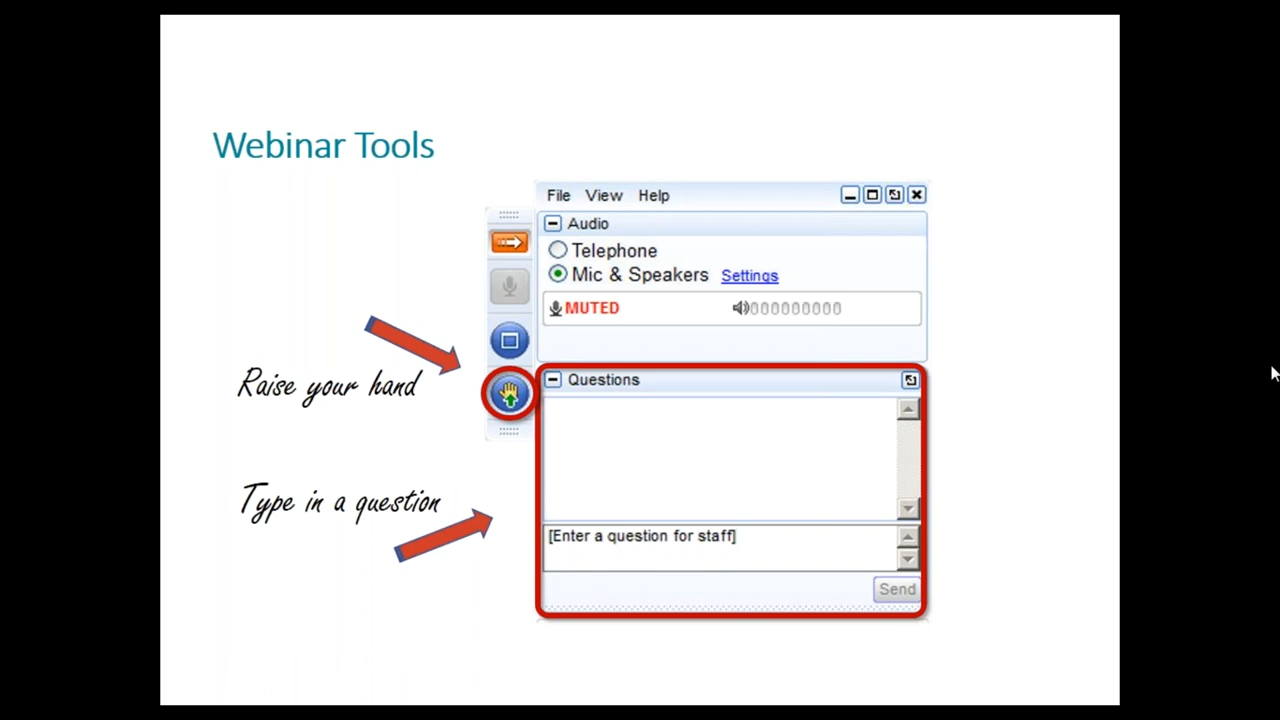 Webinar Tools
File View Help
Audio
Telephone
Mic & Speakers Settings
MUTED 000000000
Raise your hand
Questions
Type in a question
[Enter a question for staff]
Send